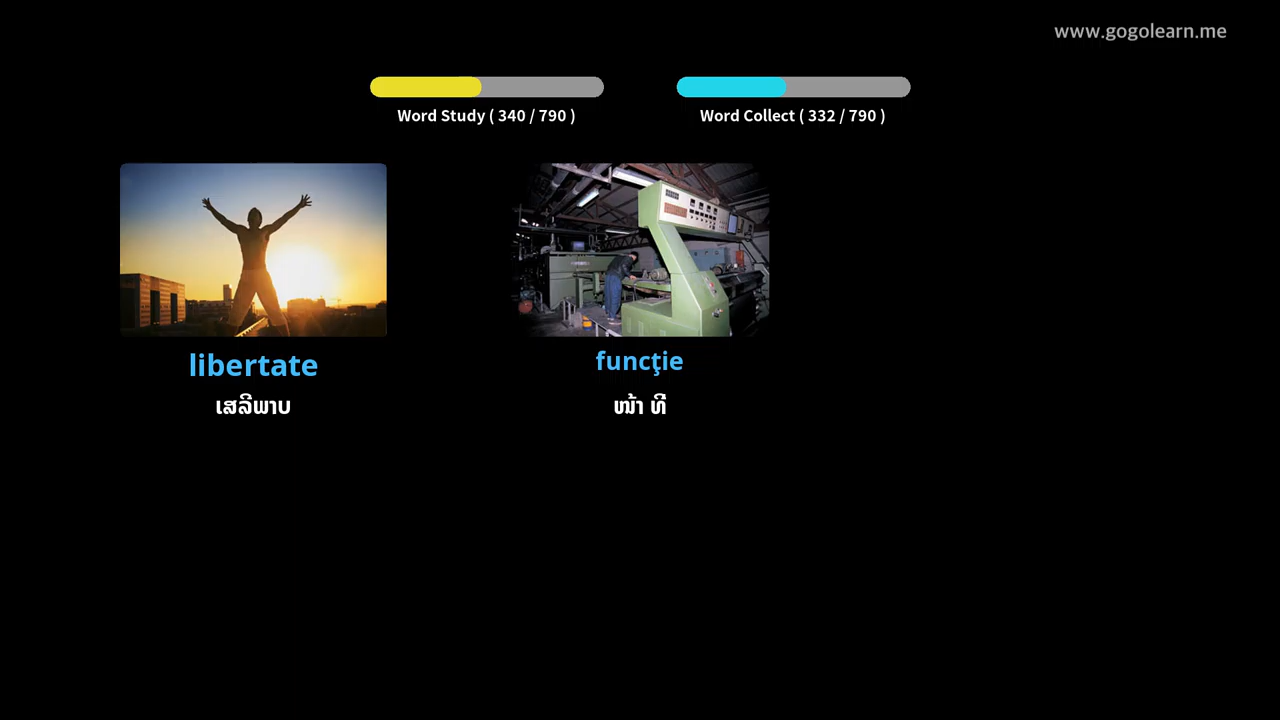 www.gogolearn.me
Word Study ( 340 / 790 )
Word Collect ( 332 / 790 )
libertate
ເສລີພາບ
funcţie
ໜ້າ ທີ